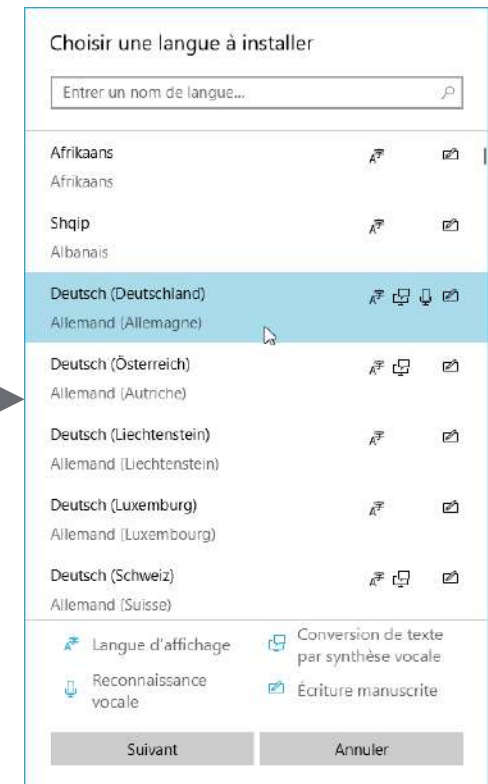 Choisir une langue à installer
Entrer un nom de langue...
Afrikaans
Afrikaans
Shqip
Albanais
Deutsch (Deutschland)
Allemand (Allemagne)
Deutsch (Österreich)
Allemand (Autriche)
Deutsch (Liechtenstein)
Allemand (Liechtenstein)
Deutsch (Luxemburg)
Allemand (Luxembourg)
Deutsch (Schweiz)
Allemand (Suisse)
Langue d'affichage
Conversion de texte
par synthèse vocale
Reconnaissance
vocale
Écriture manuscrite
Suivant
Annuler